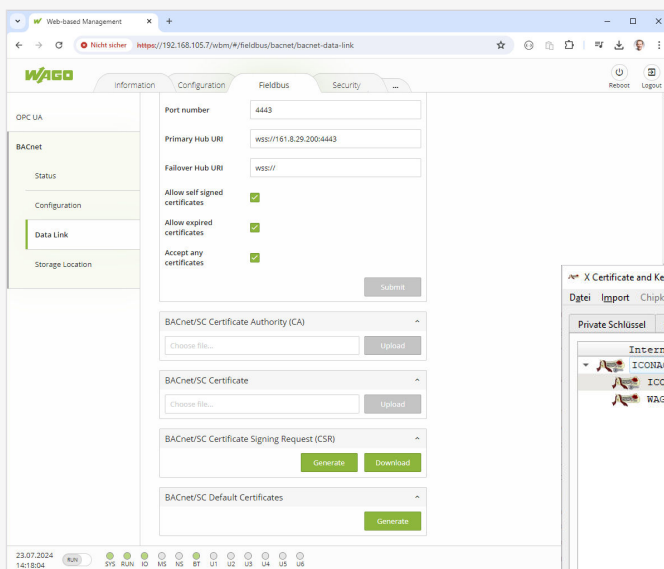 Web-based Management
Nicht sicher https://192.168.105.7/wbm/#/fieldbus/bacnet/bacnet-data-link
WAGO
Information Configuration Fieldbus Security ...
Reboot Logout
OPC UA
BACnet
Status
Configuration
Data Link
Storage Location
Port number 4443
Primary Hub URI wss://161.8.29.200:4443
Failover Hub URI wss://
Allow self signed
certificates
Allow expired
certificates
Accept any
certificates
Submit
BACnet/SC Certificate Authority (CA)
Choose file... Upload
BACnet/SC Certificate
Choose file... Upload
BACnet/SC Certificate Signing Request (CSR)
Generate Download
BACnet/SC Default Certificates
Generate
23.07.2024
14:18:04
RUN
SYS RUN IO MS NS BT U1 U2 U3 U4 U5 U6
X Certificate and Ke
Datei Import Chipk
Private Schlüssel
Intern
ICONA
ICO
WAG